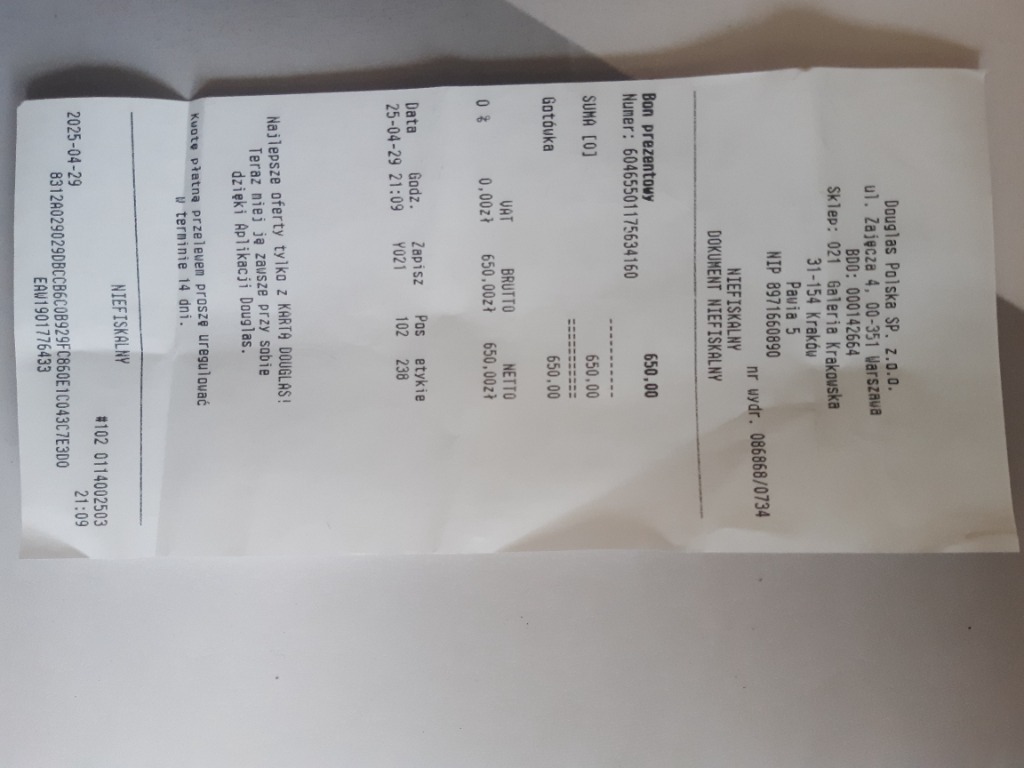 Douglas Polska SP. z.o.o.
ul. Zajęcza 4, 00-351 Warszawa
BDO: 000142664
Sklep: 021 Galeria Krakowska
31-154 Kraków
Pawia 5
NIP 8971660890
nr wydr. 086868/0734
NIEFISKALNY
DOKUMENT NIEFISKALNY
Bon prezentowy 650,00
Numer: 6046555011756344160
SUMA [0] 650.00
Gotówka 650.00
VAT BRUTTO NETTO
0 % 0,00zł 650,00zł 650,00zł
Data Godz. Zapisz Pos etykie
25-04-29 21:09 Y021 102 238
Najlepsze oferty tylko z KARTĄ DOUGLAS!
Teraz miej ją zawsze przy sobie
dzięki Aplikacji Douglas.
Kwotę płatną przelewem proszę uregulować
w terminie 14 dni.
NIEFISKALNY
#102 0114002503
2025-04-29 21:09
8312A029029DBCCB6C0B929FC860E1C043C7E3D0
EAW1901776433